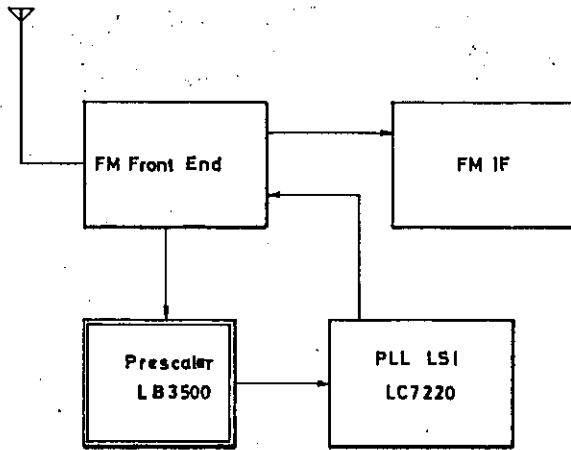 FM Front End
FM IF
Prescaler
LB3500
PLL LSI
LC7220